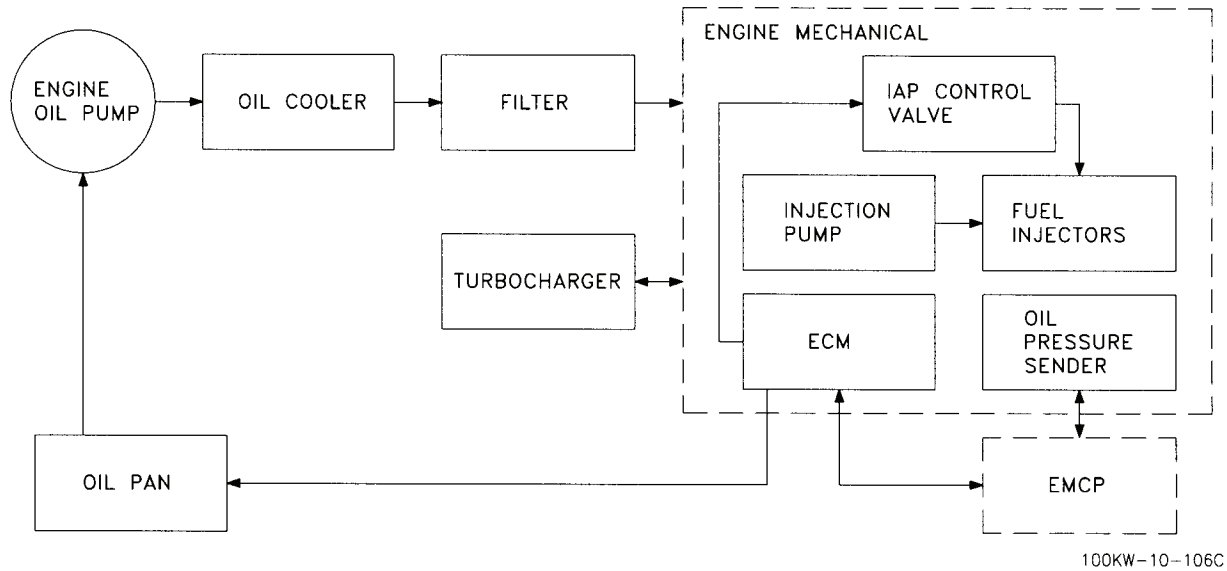 ENGINE MECHANICAL
ENGINE
OIL PUMP
OIL COOLER
FILTER
IAP CONTROL
VALVE
INJECTION
PUMP
FUEL
INJECTORS
TURBOCHARGER
ECM
OIL
PRESSURE
SENDER
OIL PAN
EMCP
100KW-10-106C